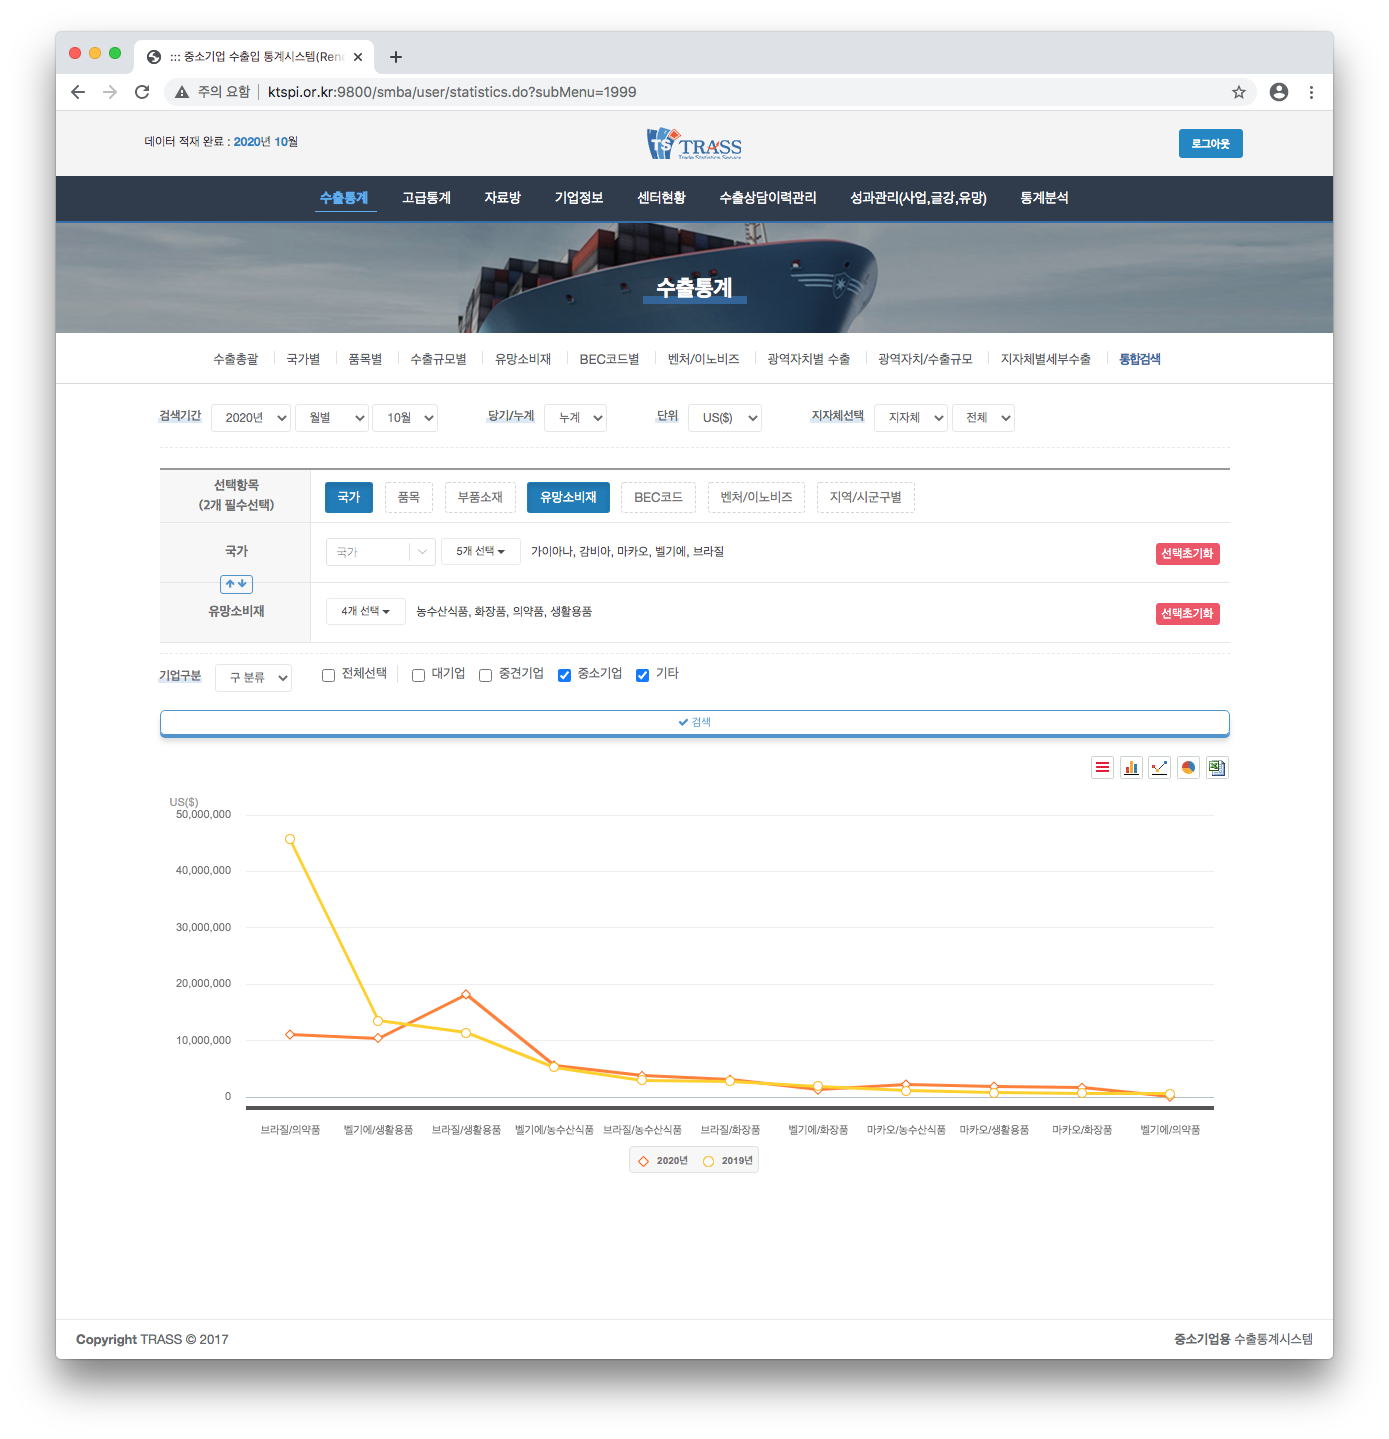 ::: 중소기업 수출입 통계시스템(Ren
주의 요함 ktspi.or.kr:9800/smba/user/statistics.do?subMenu=1999
데이터 적재 완료 : 2020년 10월
TS TRASS
Trade Statistics Service
로그아웃
수출통계 고급통계 자료방 기업정보 센터현황 수출상담이력관리 성과관리(사업,글강,유망) 통계분석
수출통계
수출총괄 국가별 품목별 수출규모별 유망소비재 BEC코드별 벤처/이노비즈 광역자치별 수출 광역자치/수출규모 지자체별세부수출 통합검색
검색기간 2020년 월별 10월 당기/누계 누계 단위 US($) 지자체선택 지자체 전체
선택항목
(2개 필수선택)
국가 품목 부품소재 유망소비재 BEC코드 벤처/이노비즈 지역/시군구별
국가 국가 5개 선택 가이아나, 감비아, 마카오, 벨기에, 브라질 선택초기화
유망소비재 4개 선택 농수산식품, 화장품, 의약품, 생활용품 선택초기화
기업구분 구 분류 전체선택 대기업 중견기업 중소기업 기타
검색
US($)
50,000,000
40,000,000
30,000,000
20,000,000
10,000,000
0
브라질/의약품 벨기에/생활용품 브라질/생활용품 벨기에/농수산식품 브라질/농수산식품 브라질/화장품 벨기에/화장품 마카오/농수산식품 마카오/생활용품 마카오/화장품 벨기에/의약품
2020년 2019년
Copyright TRASS © 2017
중소기업용 수출통계시스템